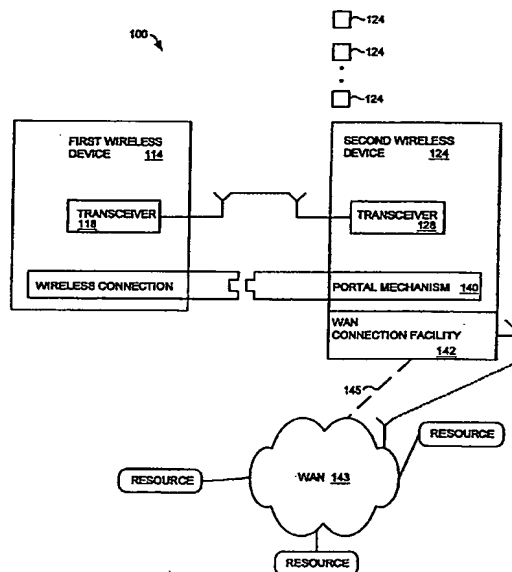 100
124
124
124
FIRST WIRELESS
DEVICE 114
SECOND WIRELESS
DEVICE 124
TRANSCEIVER
118
TRANSCEIVER
128
WIRELESS CONNECTION
PORTAL MECHANISM 140
WAN
CONNECTION FACILITY
142
145
RESOURCE
WAN 143
RESOURCE
RESOURCE